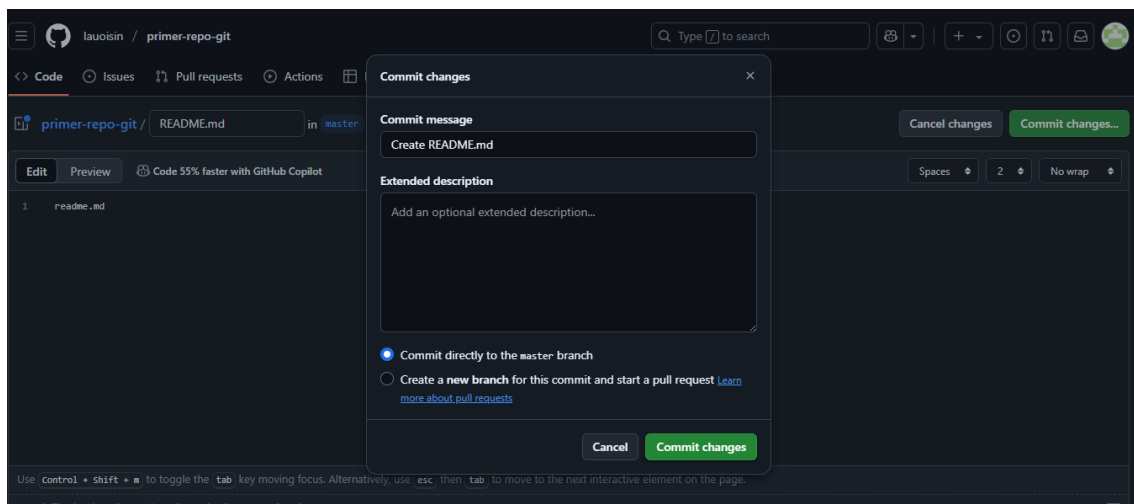 lauoisin / primer-repo-git
Type / to search
Code Issues Pull requests Actions
Commit changes
primer-repo-git / README.md in master
Cancel changes Commit changes...
Commit message
Create README.md
Edit Preview Code 55% faster with GitHub Copilot
Spaces 2 No wrap
Extended description
1 readme.md
Add an optional extended description...
Commit directly to the master branch
Create a new branch for this commit and start a pull request Learn
more about pull requests
Cancel Commit changes
Use Control + Shift + m to toggle the tab key moving focus. Alternatively, use esc then tab to move to the next interactive element on the page.